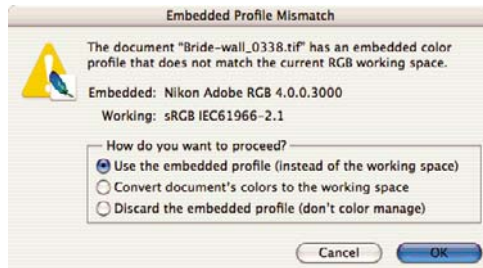 Embedded Profile Mismatch
The document "Bride-wall_0338.tif" has an embedded color
profile that does not match the current RGB working space.
Embedded: Nikon Adobe RGB 4.0.0.3000
Working: sRGB IEC61966-2.1
How do you want to proceed?
Use the embedded profile (instead of the working space)
Convert document's colors to the working space
Discard the embedded profile (don't color manage)
Cancel OK